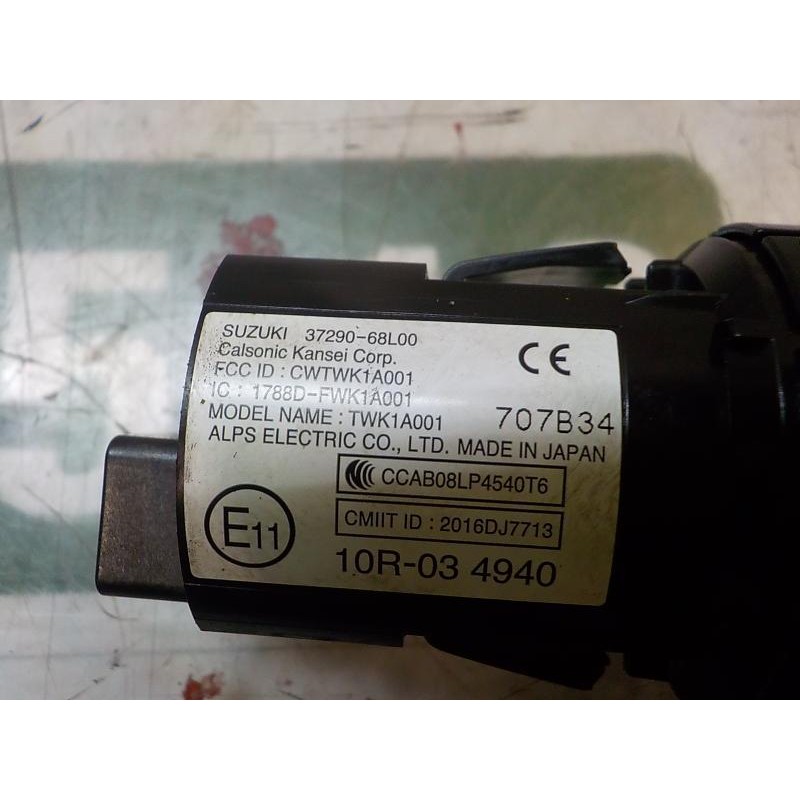 SUZUKI 37290-68L00
Calsonic Kansei Corp.
FCC ID : CWTWK1A001
IC : 1788D-FWK1A001
MODEL NAME : TWK1A001 707B34
ALPS ELECTRIC CO., LTD. MADE IN JAPAN
CE
CCAB08LP4540T6
CMIIT ID : 2016DJ7713
E11
10R-03 4940